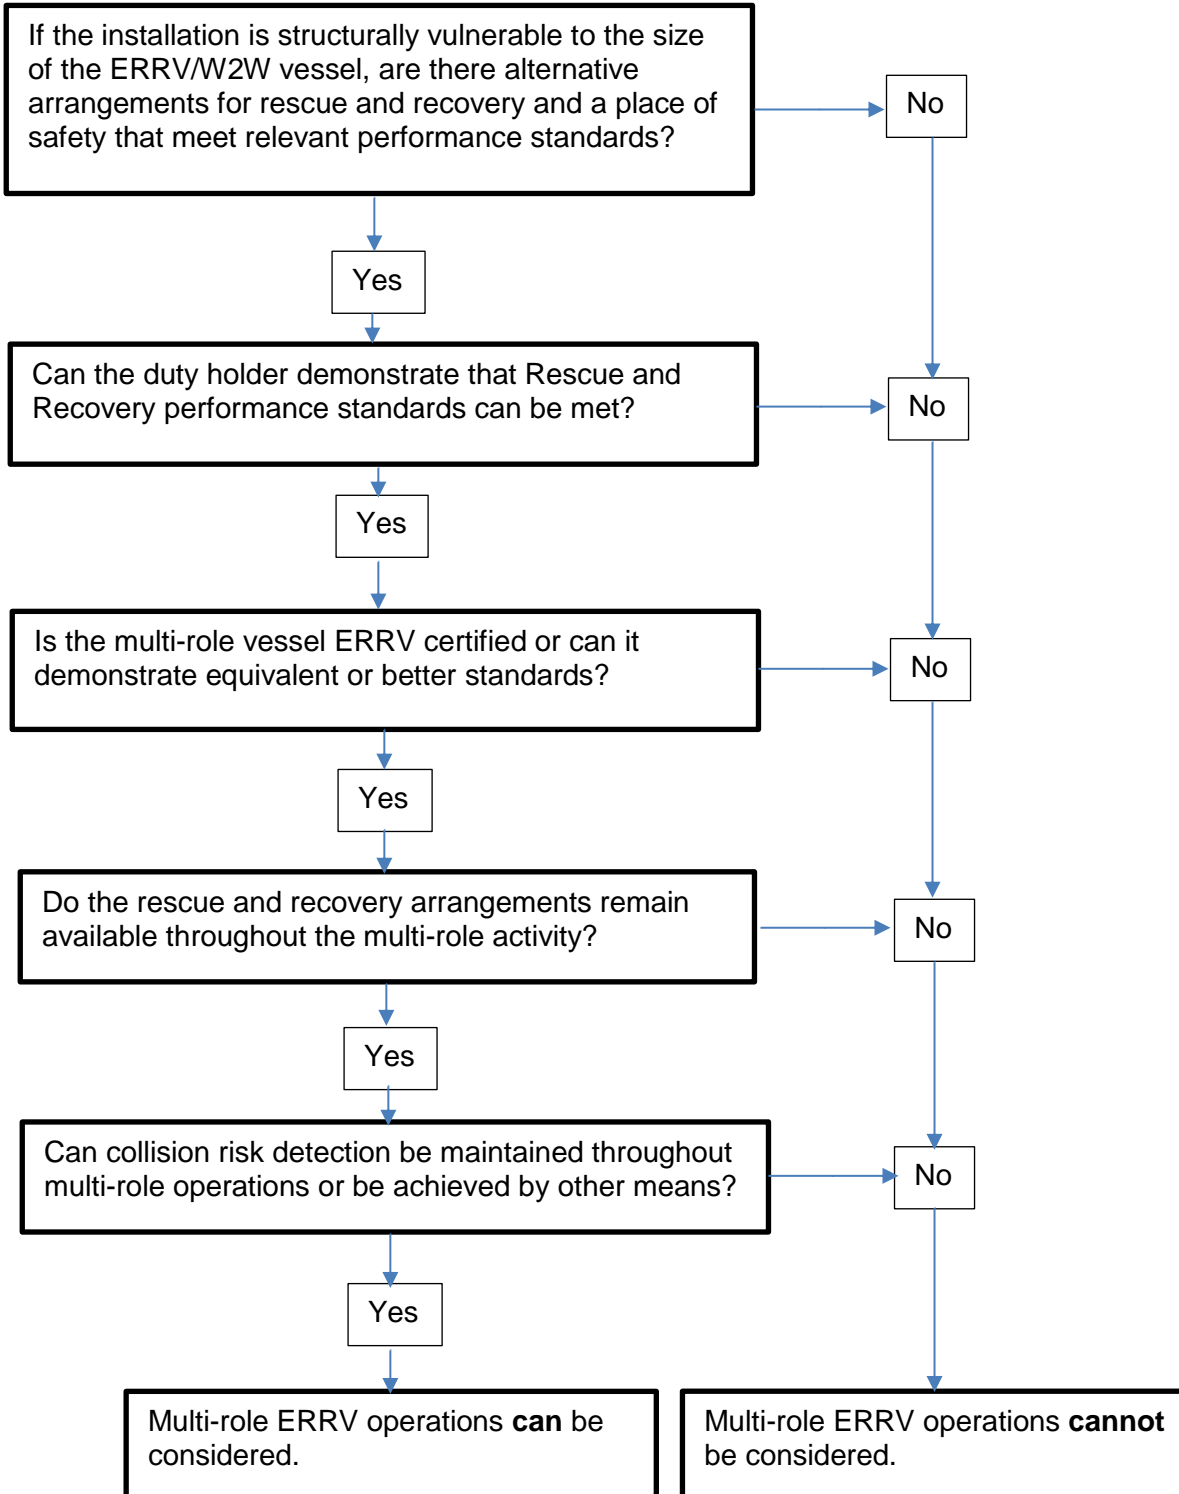 If the installation is structurally vulnerable to the size
of the ERRV/W2W vessel, are there alternative
arrangements for rescue and recovery and a place of
safety that meet relevant performance standards?
No
Yes
Can the duty holder demonstrate that Rescue and
Recovery performance standards can be met?
No
Yes
Is the multi-role vessel ERRV certified or can it
demonstrate equivalent or better standards?
No
Yes
Do the rescue and recovery arrangements remain
available throughout the multi-role activity?
No
Yes
Can collision risk detection be maintained throughout
multi-role operations or be achieved by other means?
No
Yes
Multi-role ERRV operations can be
considered.
Multi-role ERRV operations cannot
be considered.